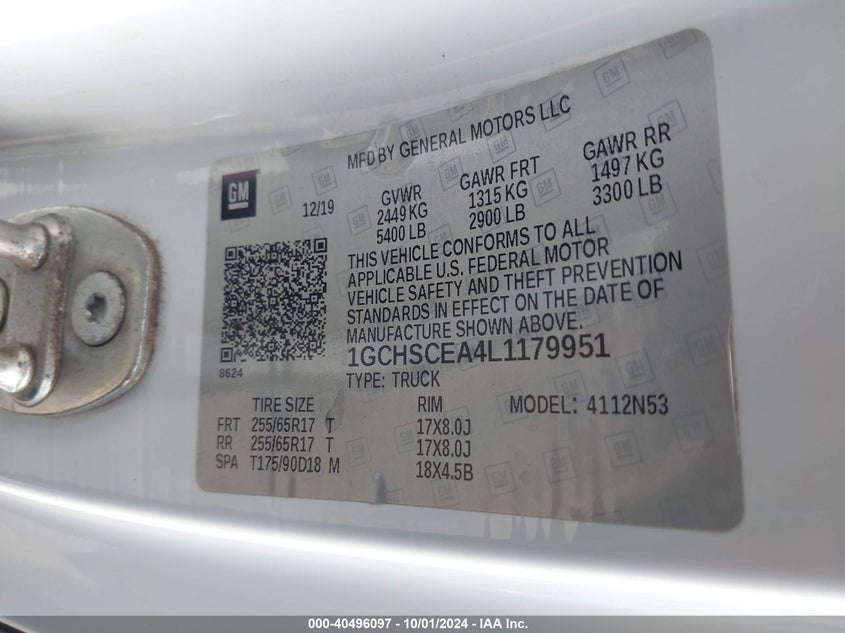 MFD BY GENERAL MOTORS LLC
GM
12/19
GVWR GAWR FRT GAWR RR
2449 KG 1315 KG 1497 KG
5400 LB 2900 LB 3300 LB
THIS VEHICLE CONFORMS TO ALL
APPLICABLE U.S. FEDERAL MOTOR
VEHICLE SAFETY AND THEFT PREVENTION
STANDARDS IN EFFECT ON THE DATE OF
MANUFACTURE SHOWN ABOVE.
8624
1GCHSCEA4L1179951
TYPE: TRUCK
TIRE SIZE RIM MODEL: 4112N53
FRT 255/65R17 T 17X8.0J
RR 255/65R17 T 17X8.0J
SPA T175/90D18 M 18X4.5B
000-40496097 - 10/01/2024 - IAA Inc.